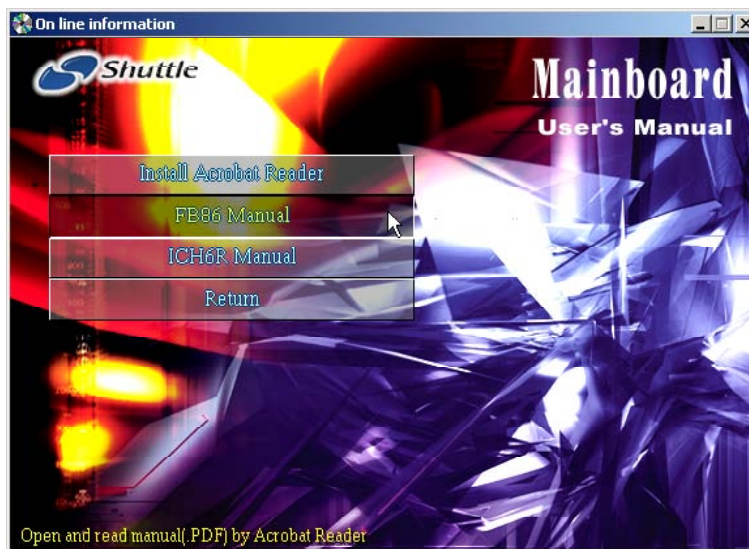 On line information
Shuttle
Mainboard
User's Manual
Install Acrobat Reader
FB86 Manual
ICH6R Manual
Return
Open and read manual(.PDF) by Acrobat Reader